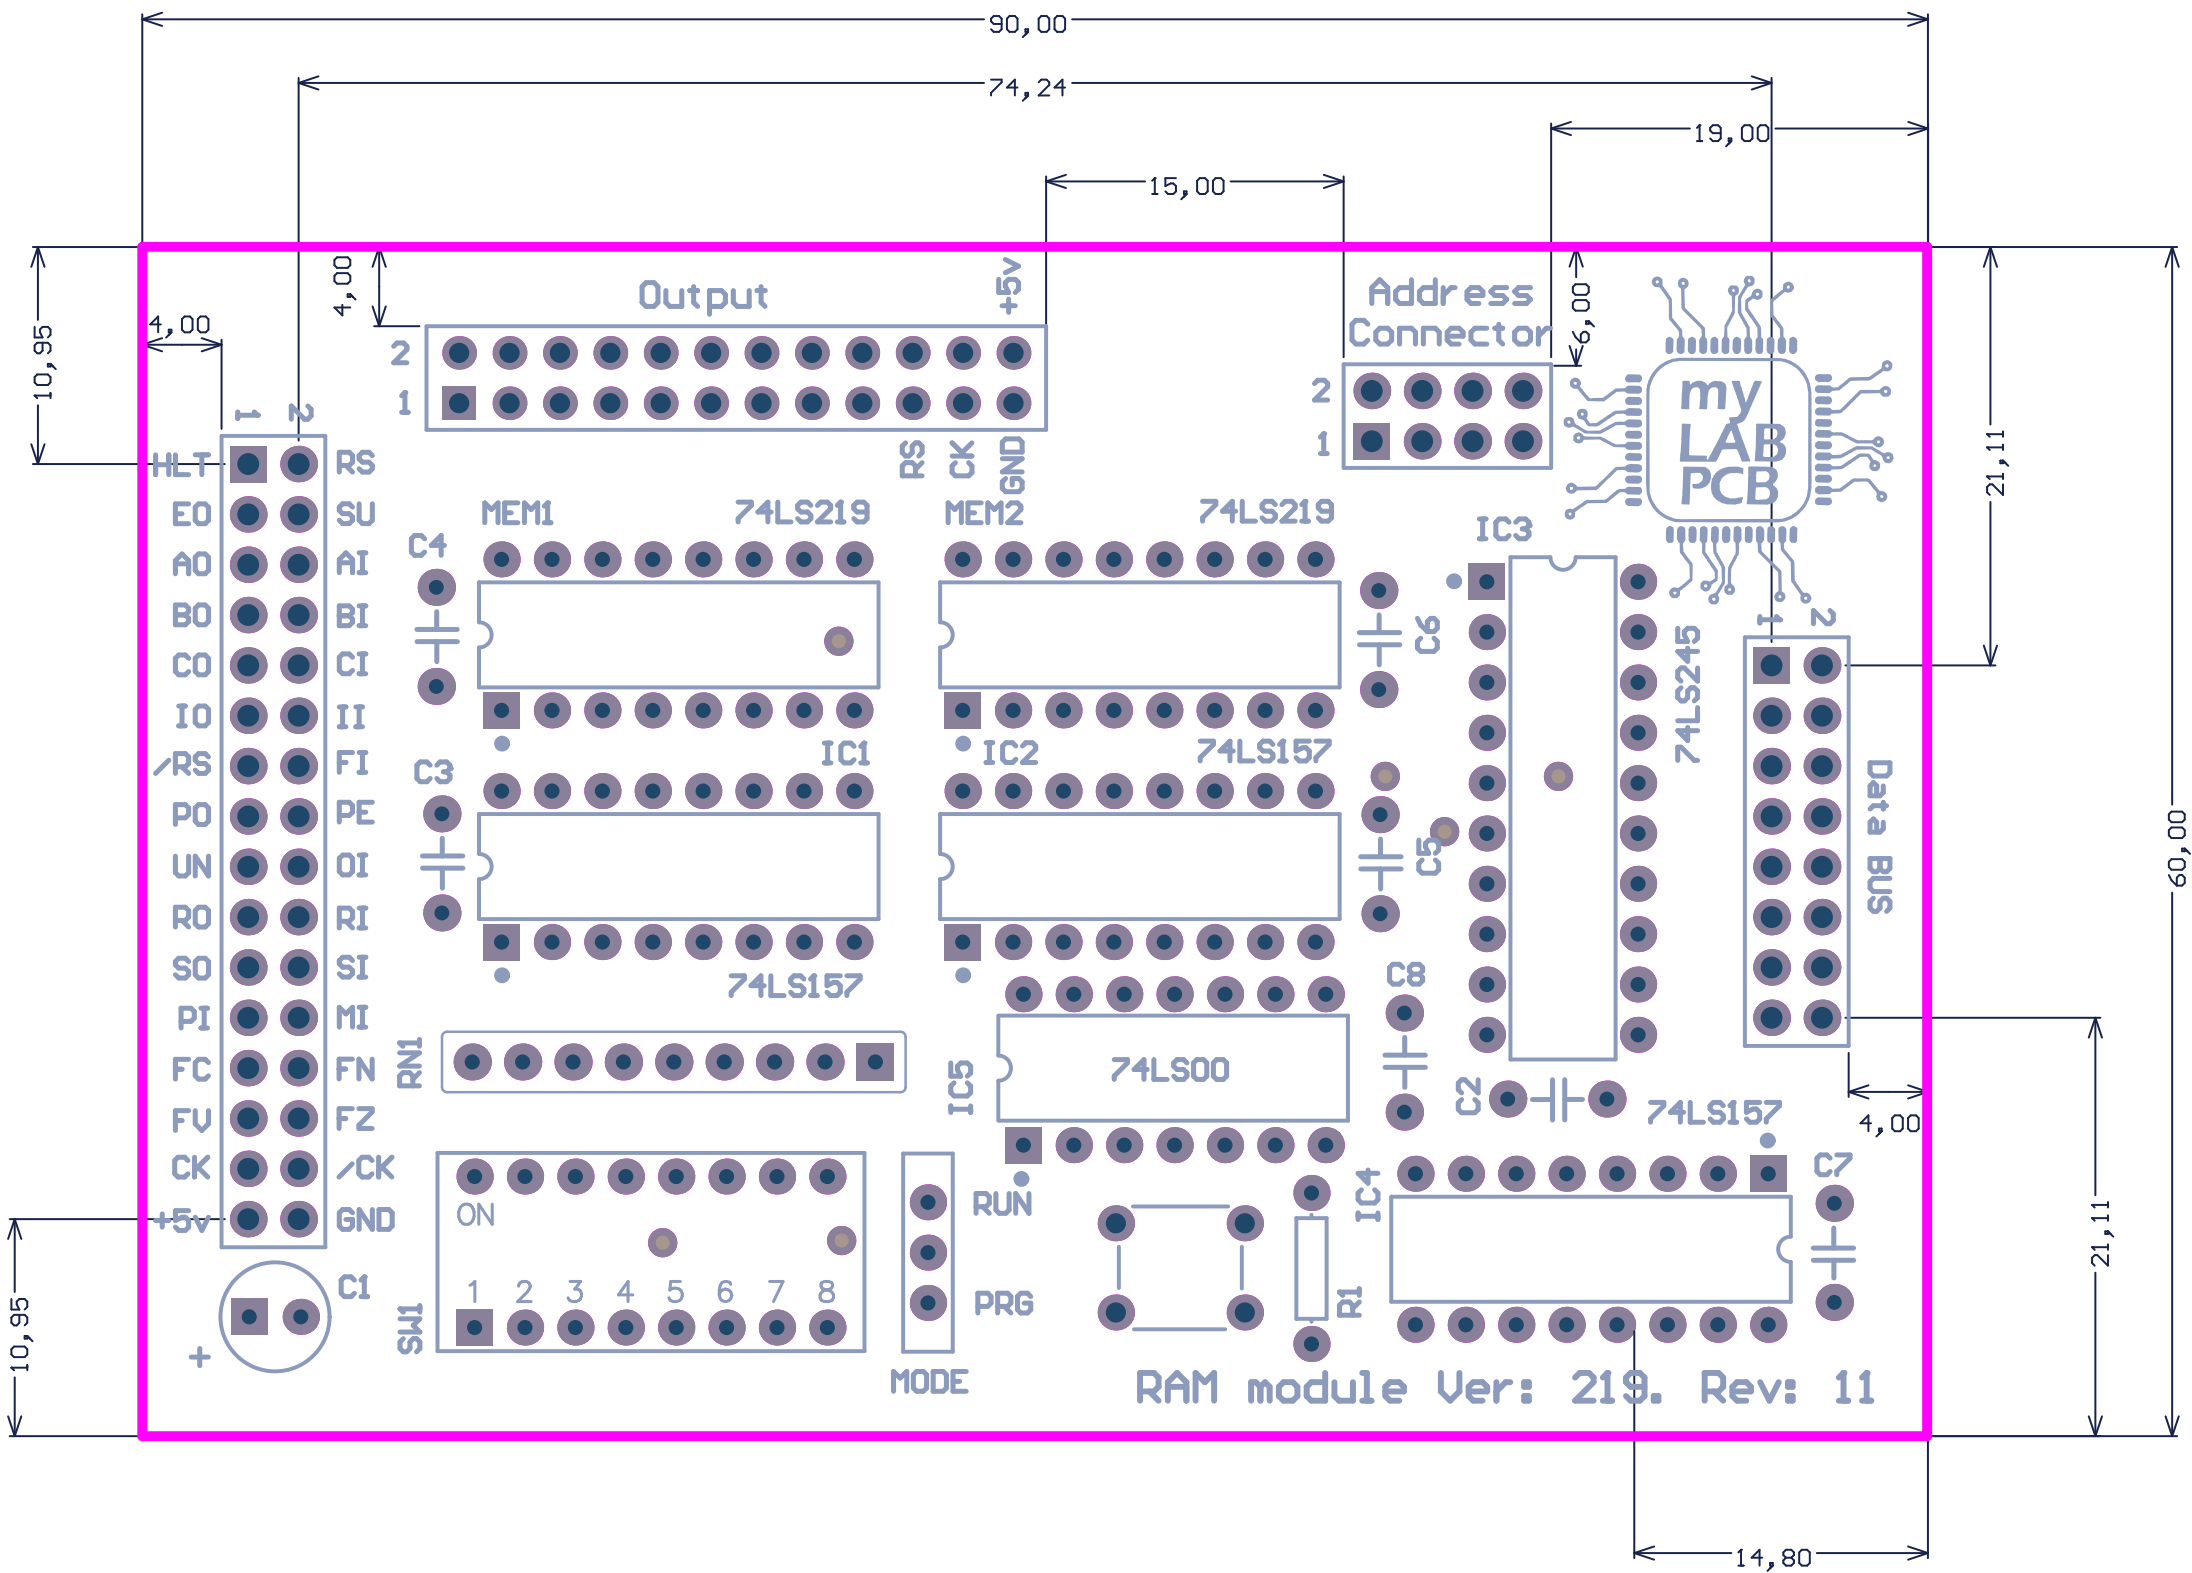 90,00
74,24
19,00
15,00
4,00
6,00
10,95
4,00
21,11
60,00
Output
+5v
Address
Connector
2
1
2
1
RS
CK
GND
my
LAB
PCB
1
2
HLT
RS
EO
SU
AO
AI
BO
BI
CO
CI
IO
II
/RS
FI
PO
PE
UN
OI
RO
RI
SO
SI
PI
MI
FC
FN
FV
FZ
CK
/CK
+5v
GND
C1
+
C4
MEM1
74LS219
MEM2
74LS219
IC3
C6
74LS245
1
2
Data BUS
C3
IC1
IC2
74LS157
C5
74LS157
C8
RN1
IC5
74LS00
C2
74LS157
4,00
21,11
ON
1 2 3 4 5 6 7 8
SW1
RUN
PRG
MODE
R1
IC4
C7
10,95
RAM module Ver: 219. Rev: 11
14,80